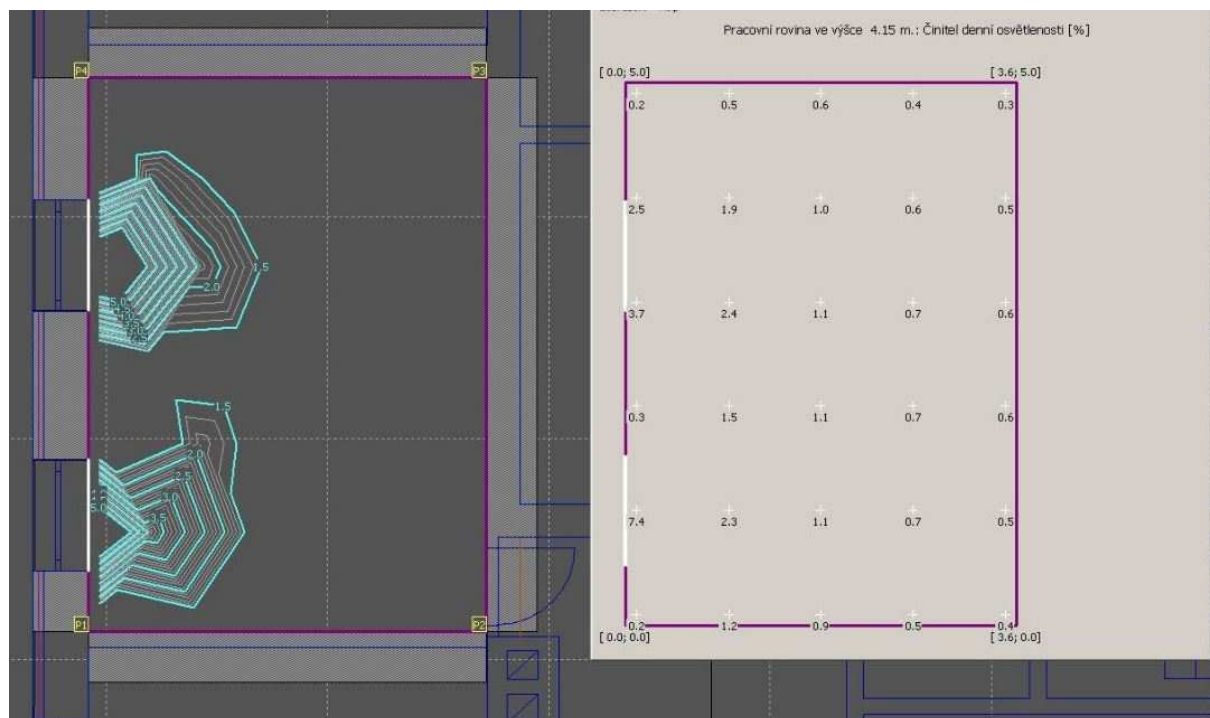 Pracovní rovina ve výšce 4.15 m.: Činitel denní osvětlenosti [%]
[ 0.0; 5.0] [ 3.6; 5.0]
P4 P3
0.2 0.5 0.6 0.4 0.3
2.5 1.9 1.0 0.6 0.5
1.5
2.0
5.0
3.7 2.4 1.1 0.7 0.6
1.5
0.3 1.5 1.1 0.7 0.6
2.0
2.5
3.0
5.0
3.5
7.4 2.3 1.1 0.7 0.5
P1 P2
0.2 1.2 0.9 0.5 0.4
[ 0.0; 0.0] [ 3.6; 0.0]